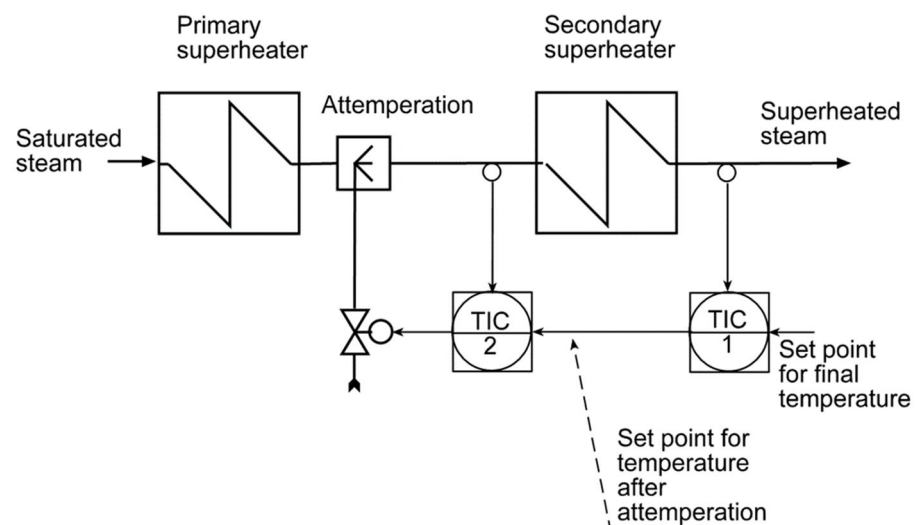 Primary
superheater
Secondary
superheater
Attemperation
Saturated
steam
Superheated
steam
TIC
2
TIC
1
Set point
for final
temperature
Set point for
temperature
after
attemperation